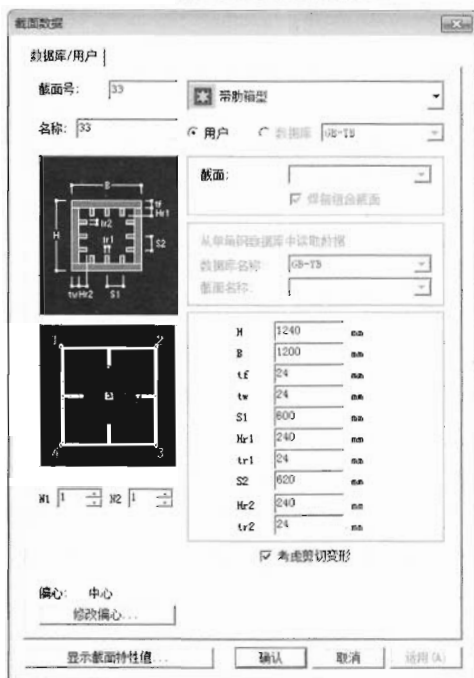 截面数据
数据库/用户
截面号: 33
带肋箱型
名称: 33
用户 数据库 GB-YB
截面:
焊接组合截面
B
tf
Hr1
tr2
H
tr1
S2
tw Hr2 S1
从单角钢数据库中读取数据
数据库名称: GB-YB
截面名称:
1 2
4 3
H 1240 mm
B 1200 mm
tf 24 mm
tw 24 mm
S1 600 mm
Hr1 240 mm
tr1 24 mm
S2 620 mm
Hr2 240 mm
tr2 24 mm
N1 1 N2 1
考虑剪切变形
偏心: 中心
修改偏心...
显示截面特性值...
确认
取消
适用(A)